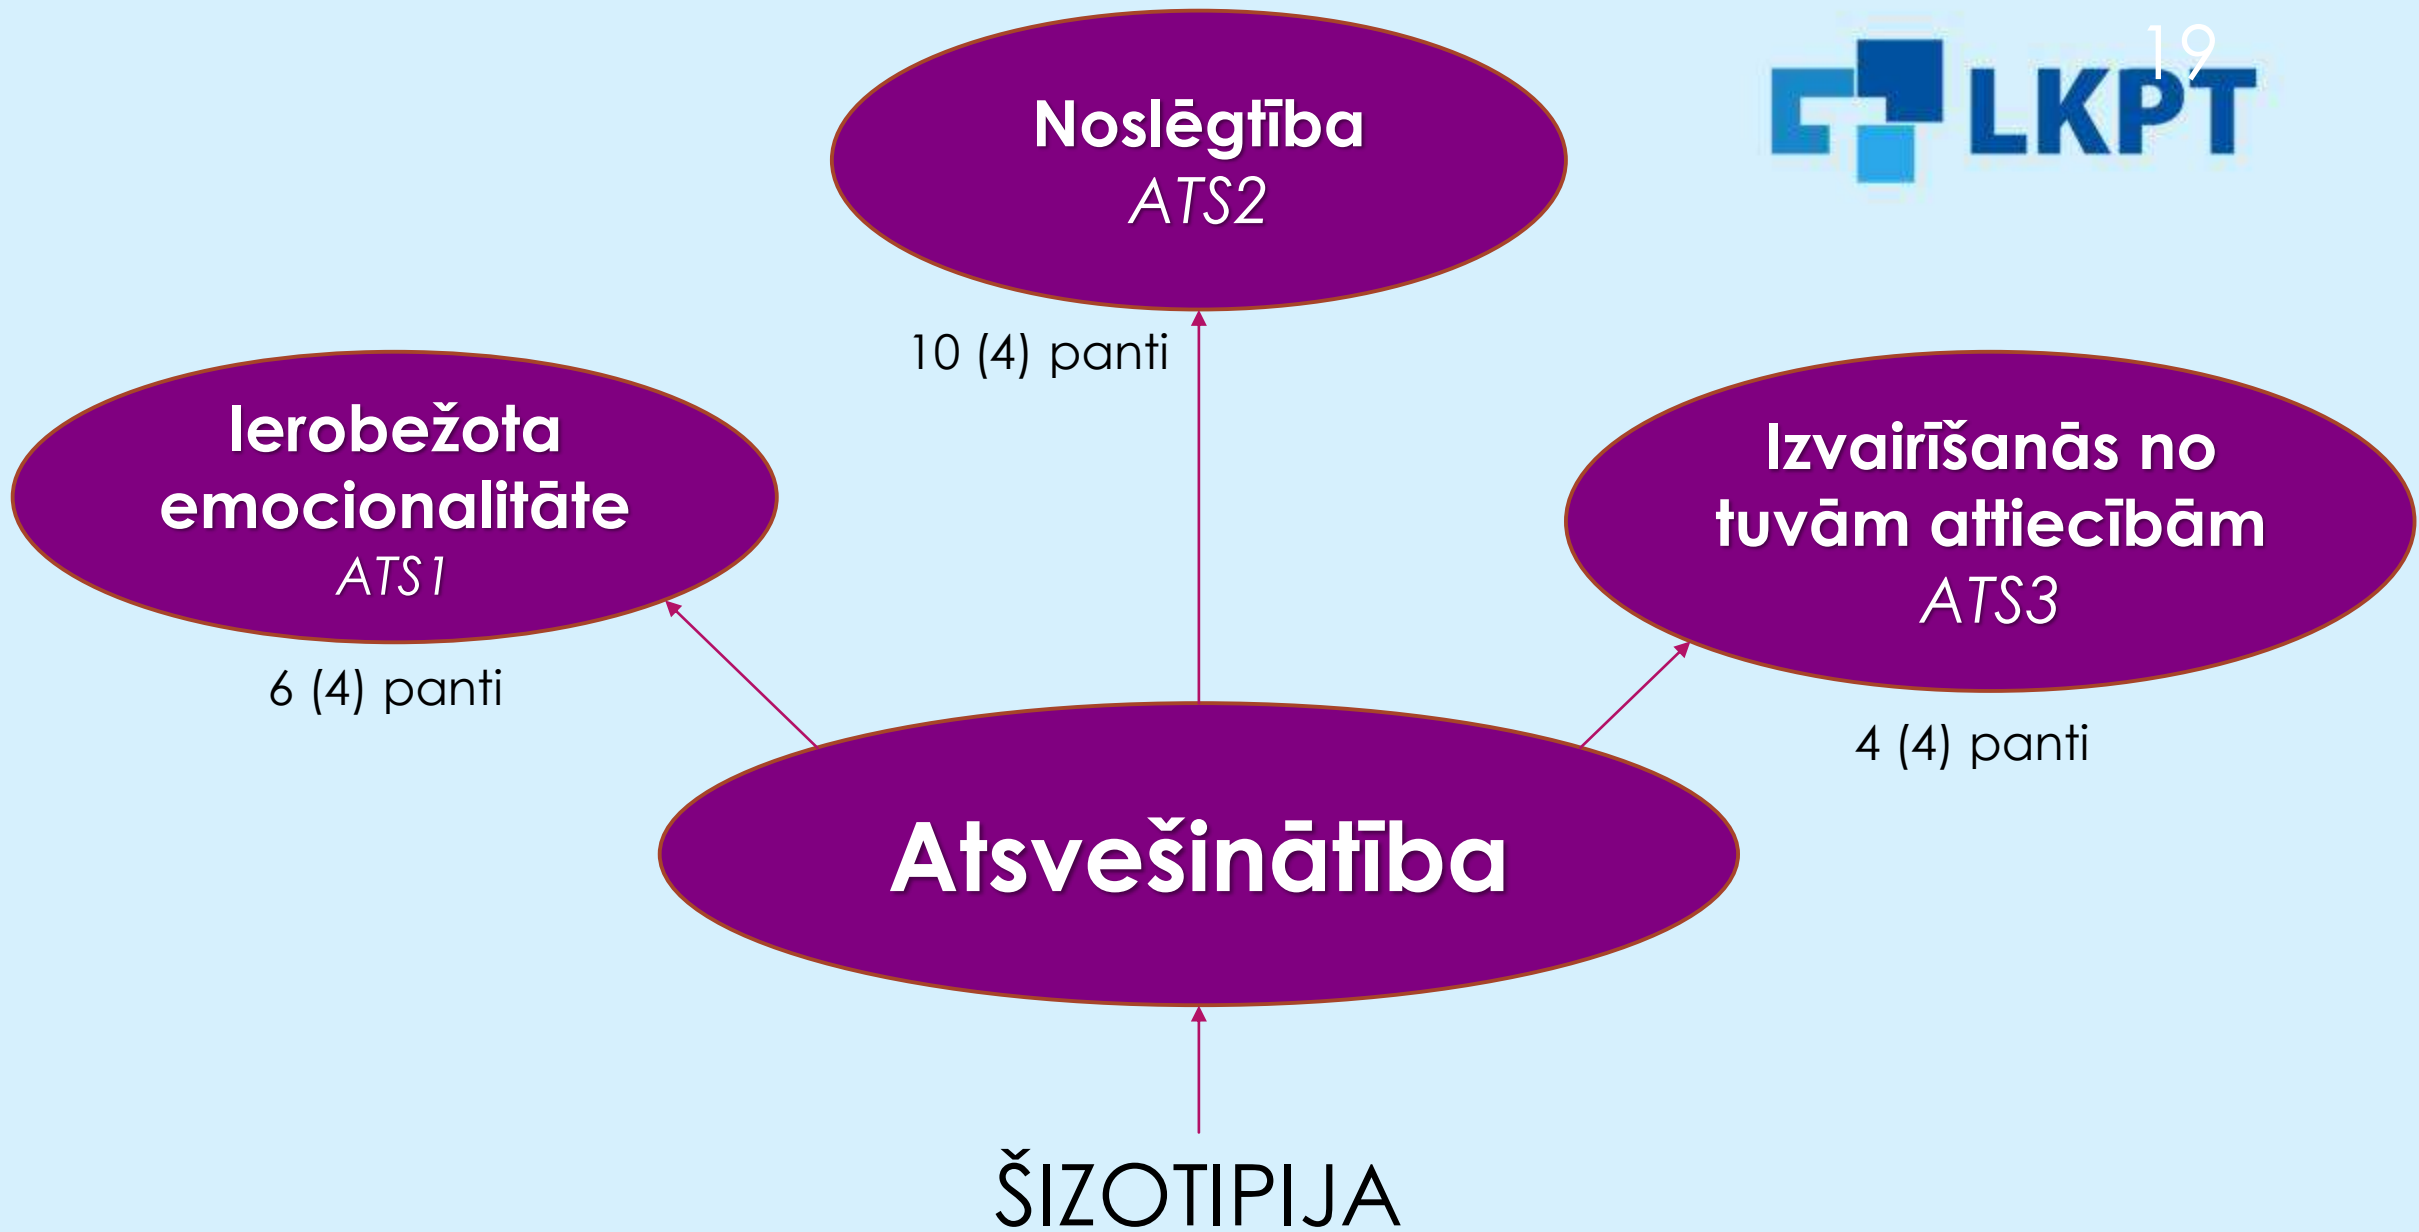 19
LKPT
Noslēgtība
ATS2
10 (4) panti
Ierobežota
emocionalitāte
ATS1
6 (4) panti
Izvairīšanās no
tuvām attiecībām
ATS3
4 (4) panti
Atsvešinātība
ŠIZOTIPIJA